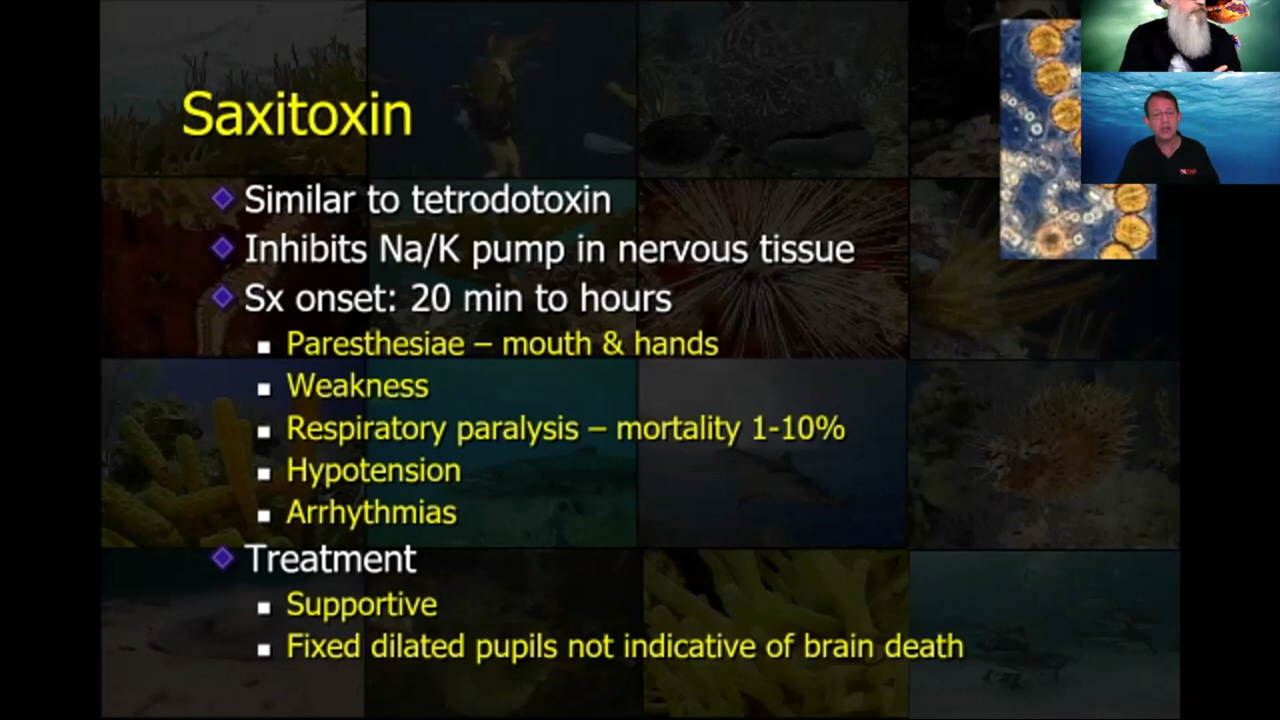 Saxitoxin
Similar to tetrodotoxin
Inhibits Na/K pump in nervous tissue
Sx onset: 20 min to hours
Paresthesiae – mouth & hands
Weakness
Respiratory paralysis – mortality 1-10%
Hypotension
Arrhythmias
Treatment
Supportive
Fixed dilated pupils not indicative of brain death